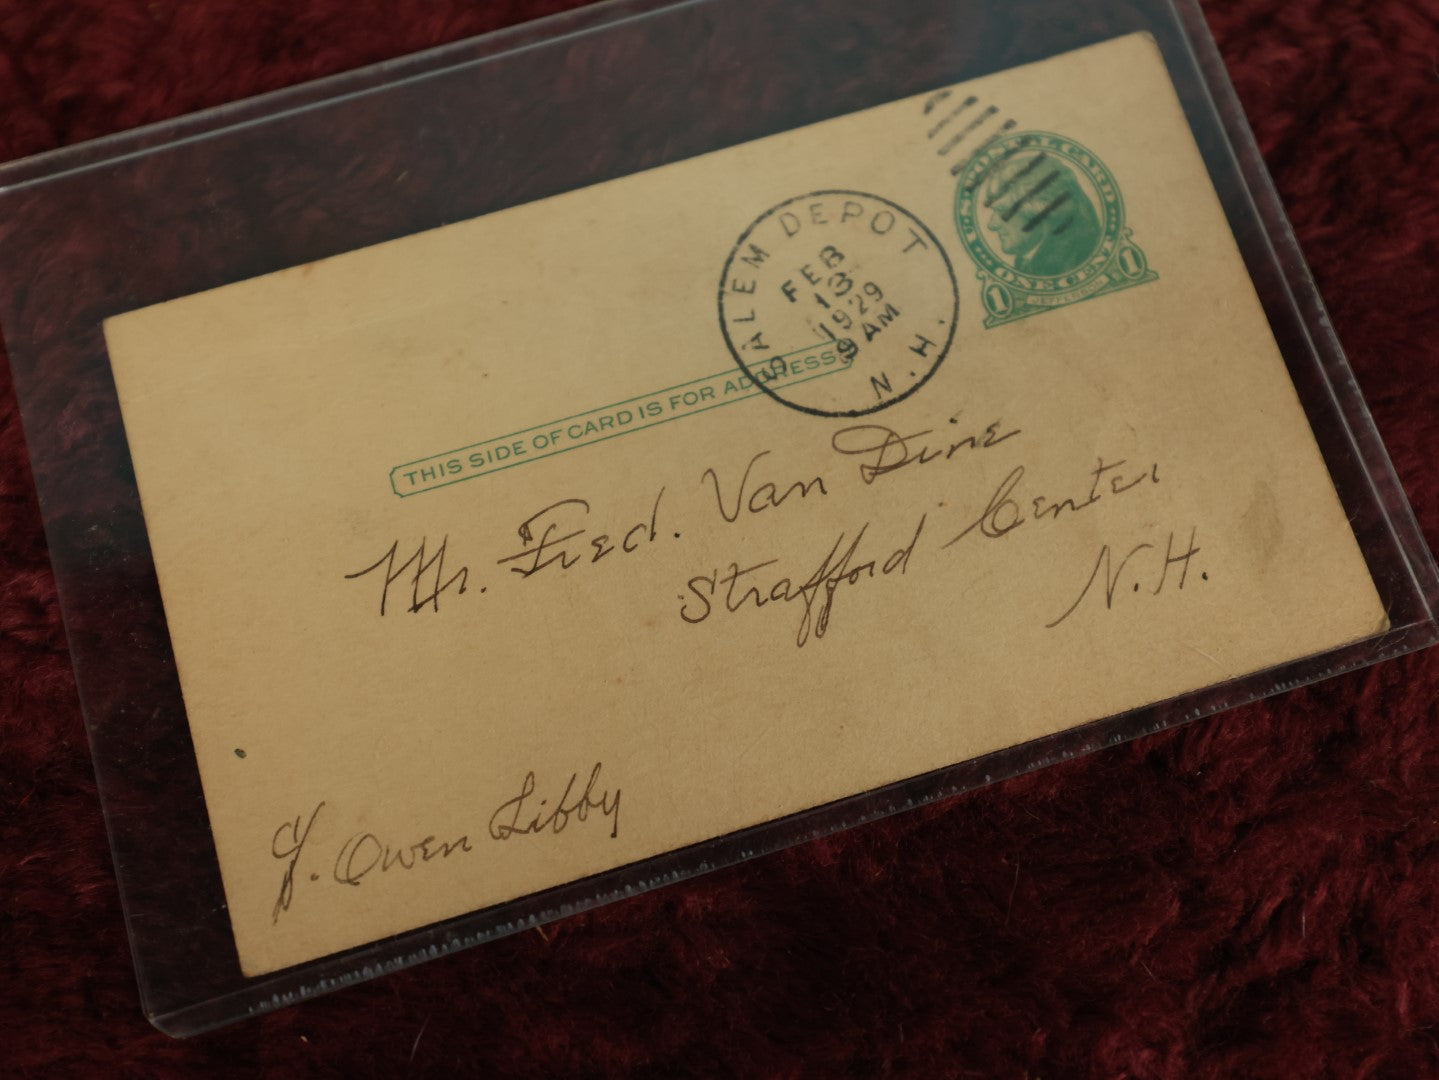 U.S. POSTAL CARD
ONE CENT
1 JEFFERSON 1
SALEM DEPOT
FEB
13
1929
9 AM
N.H.
THIS SIDE OF CARD IS FOR ADDRESS
Mr. Fred. Van Dine
Strafford Center
N.H.
Owen Libby